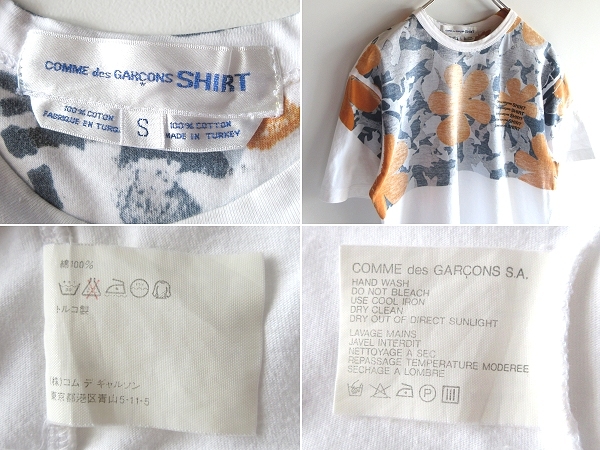 COMME des GARÇONS SHIRT
100% COTTON
FABRIQUE EN TURQ
S
100% COTTON
MADE IN TURKEY
綿100%
トルコ製
(株)コム デ ギャルソン
東京都港区青山5-11-5
COMME des GARÇONS S.A.
HAND WASH
DO NOT BLEACH
USE COOL IRON
DRY CLEAN
DRY OUT OF DIRECT SUNLIGHT
LAVAGE MAINS
JAVEL INTERDIT
NETTOYAGE A SEC
REPASSAGE TEMPERATURE MODEREE
SECHAGE A LOMBRE